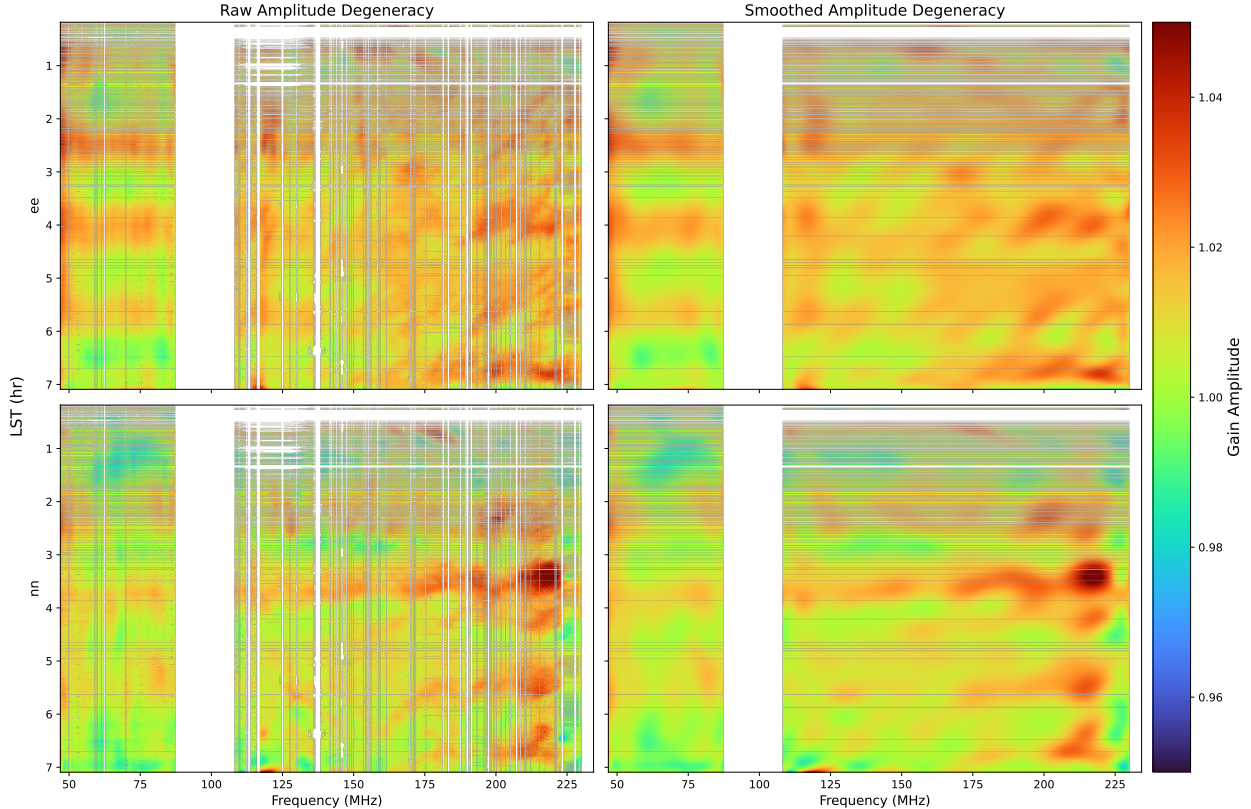 Raw Amplitude Degeneracy
Smoothed Amplitude Degeneracy
1
2
3
4
5
6
7
ee
1
2
3
4
5
6
7
nn
LST (hr)
50 75 100 125 150 175 200 225
Frequency (MHz)
50 75 100 125 150 175 200 225
Frequency (MHz)
1.04
1.02
1.00
0.98
0.96
Gain Amplitude